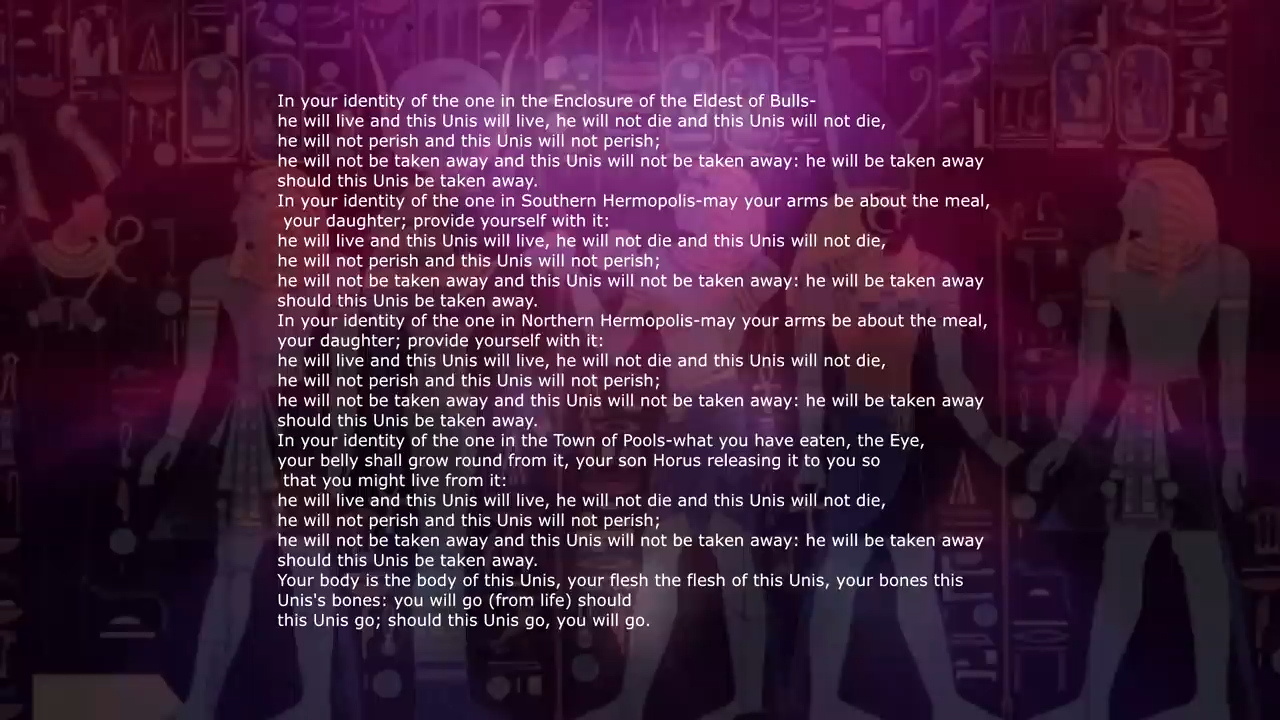 In your identity of the one in the Enclosure of the Eldest of Bulls-
he will live and this Unis will live, he will not die and this Unis will not die,
he will not perish and this Unis will not perish;
he will not be taken away and this Unis will not be taken away: he will be taken away
should this Unis be taken away.
In your identity of the one in Southern Hermopolis-may your arms be about the meal,
your daughter; provide yourself with it:
he will live and this Unis will live, he will not die and this Unis will not die,
he will not perish and this Unis will not perish;
he will not be taken away and this Unis will not be taken away: he will be taken away
should this Unis be taken away.
In your identity of the one in Northern Hermopolis-may your arms be about the meal,
your daughter; provide yourself with it:
he will live and this Unis will live, he will not die and this Unis will not die,
he will not perish and this Unis will not perish;
he will not be taken away and this Unis will not be taken away: he will be taken away
should this Unis be taken away.
In your identity of the one in the Town of Pools-what you have eaten, the Eye,
your belly shall grow round from it, your son Horus releasing it to you so
that you might live from it:
he will live and this Unis will live, he will not die and this Unis will not die,
he will not perish and this Unis will not perish;
he will not be taken away and this Unis will not be taken away: he will be taken away
should this Unis be taken away.
Your body is the body of this Unis, your flesh the flesh of this Unis, your bones this
Unis's bones: you will go (from life) should
this Unis go; should this Unis go, you will go.